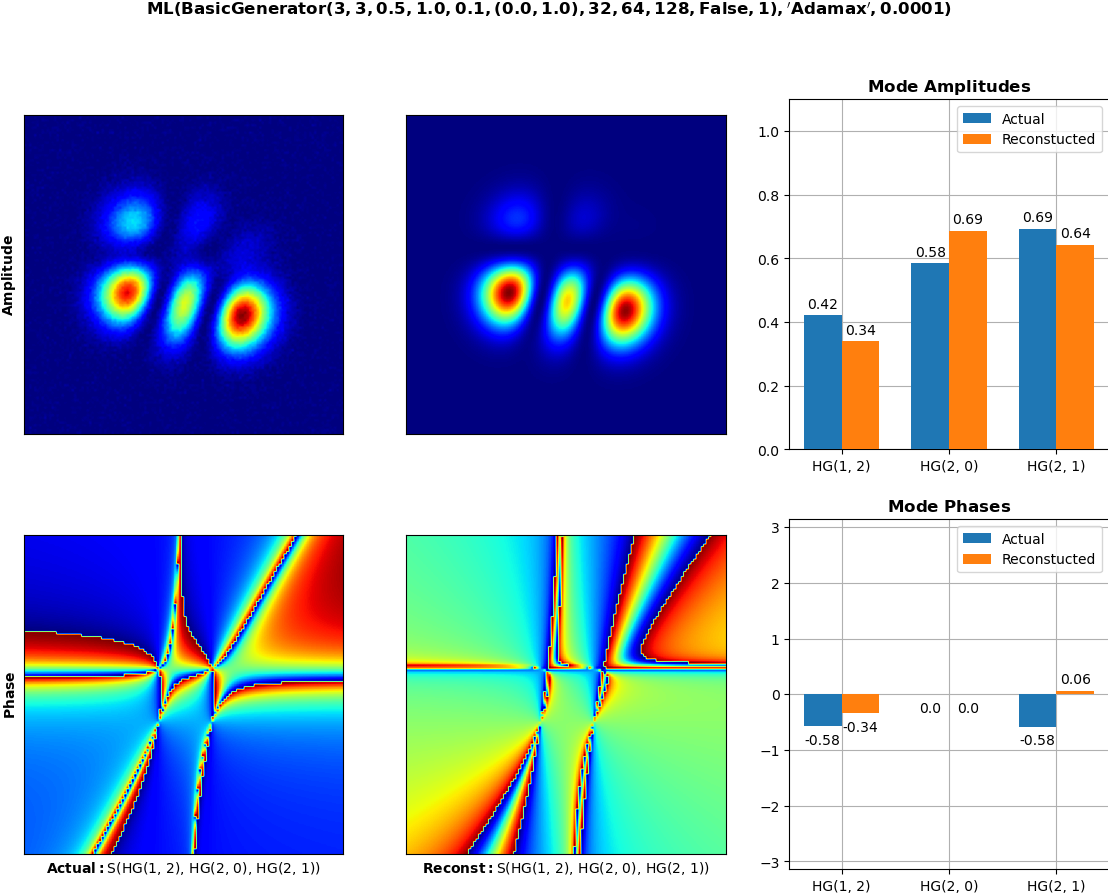 ML(BasicGenerator(3, 3, 0.5, 1.0, 0.1, (0.0, 1.0), 32, 64, 128, False, 1), ′Adamax′, 0.0001)
Amplitude
Mode Amplitudes
Actual
Reconstucted
1.0
0.8
0.6
0.4
0.2
0.0
0.42
0.34
0.58
0.69
0.69
0.64
HG(1, 2)
HG(2, 0)
HG(2, 1)
Phase
Actual: S(HG(1, 2), HG(2, 0), HG(2, 1))
Reconst: S(HG(1, 2), HG(2, 0), HG(2, 1))
Mode Phases
Actual
Reconstucted
3
2
1
0
−1
−2
−3
-0.58
-0.34
0.0
0.0
-0.58
0.06
HG(1, 2)
HG(2, 0)
HG(2, 1)